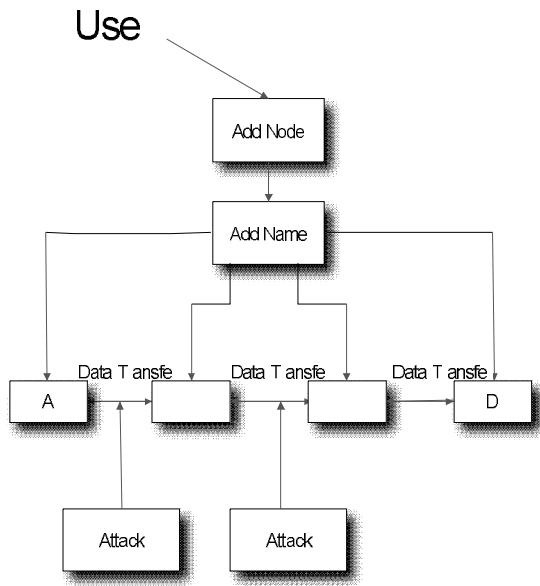 Use
Add Node
Add Name
Data T ansfe
Data T ansfe
Data T ansfe
A
D
Attack
Attack